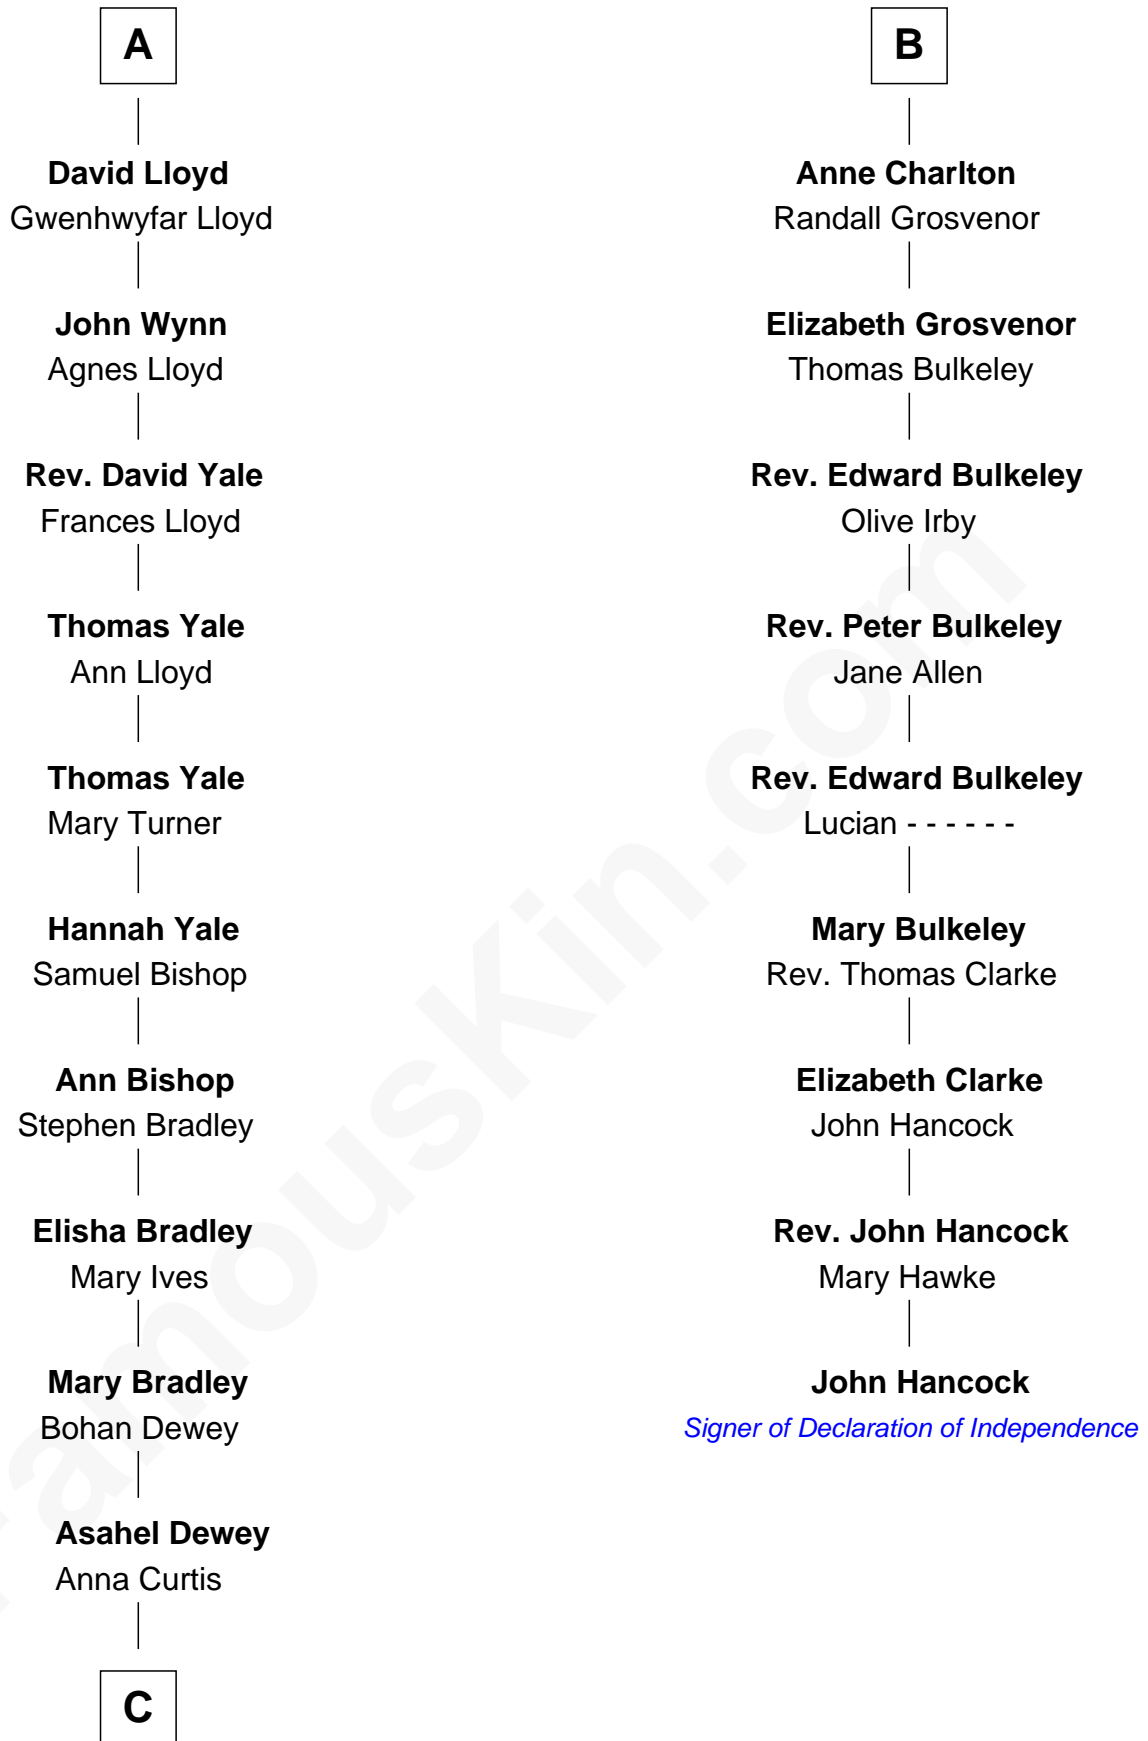 A
David Lloyd
Gwenhwyfar Lloyd
John Wynn
Agnes Lloyd
Rev. David Yale
Frances Lloyd
Thomas Yale
Ann Lloyd
Thomas Yale
Mary Turner
Hannah Yale
Samuel Bishop
Ann Bishop
Stephen Bradley
Elisha Bradley
Mary Ives
Mary Bradley
Bohan Dewey
Asahel Dewey
Anna Curtis
C
B
Anne Charlton
Randall Grosvenor
Elizabeth Grosvenor
Thomas Bulkeley
Rev. Edward Bulkeley
Olive Irby
Rev. Peter Bulkeley
Jane Allen
Rev. Edward Bulkeley
Lucian - - - - - -
Mary Bulkeley
Rev. Thomas Clarke
Elizabeth Clarke
John Hancock
Rev. John Hancock
Mary Hawke
John Hancock
Signer of Declaration of Independence
FamousKin.com